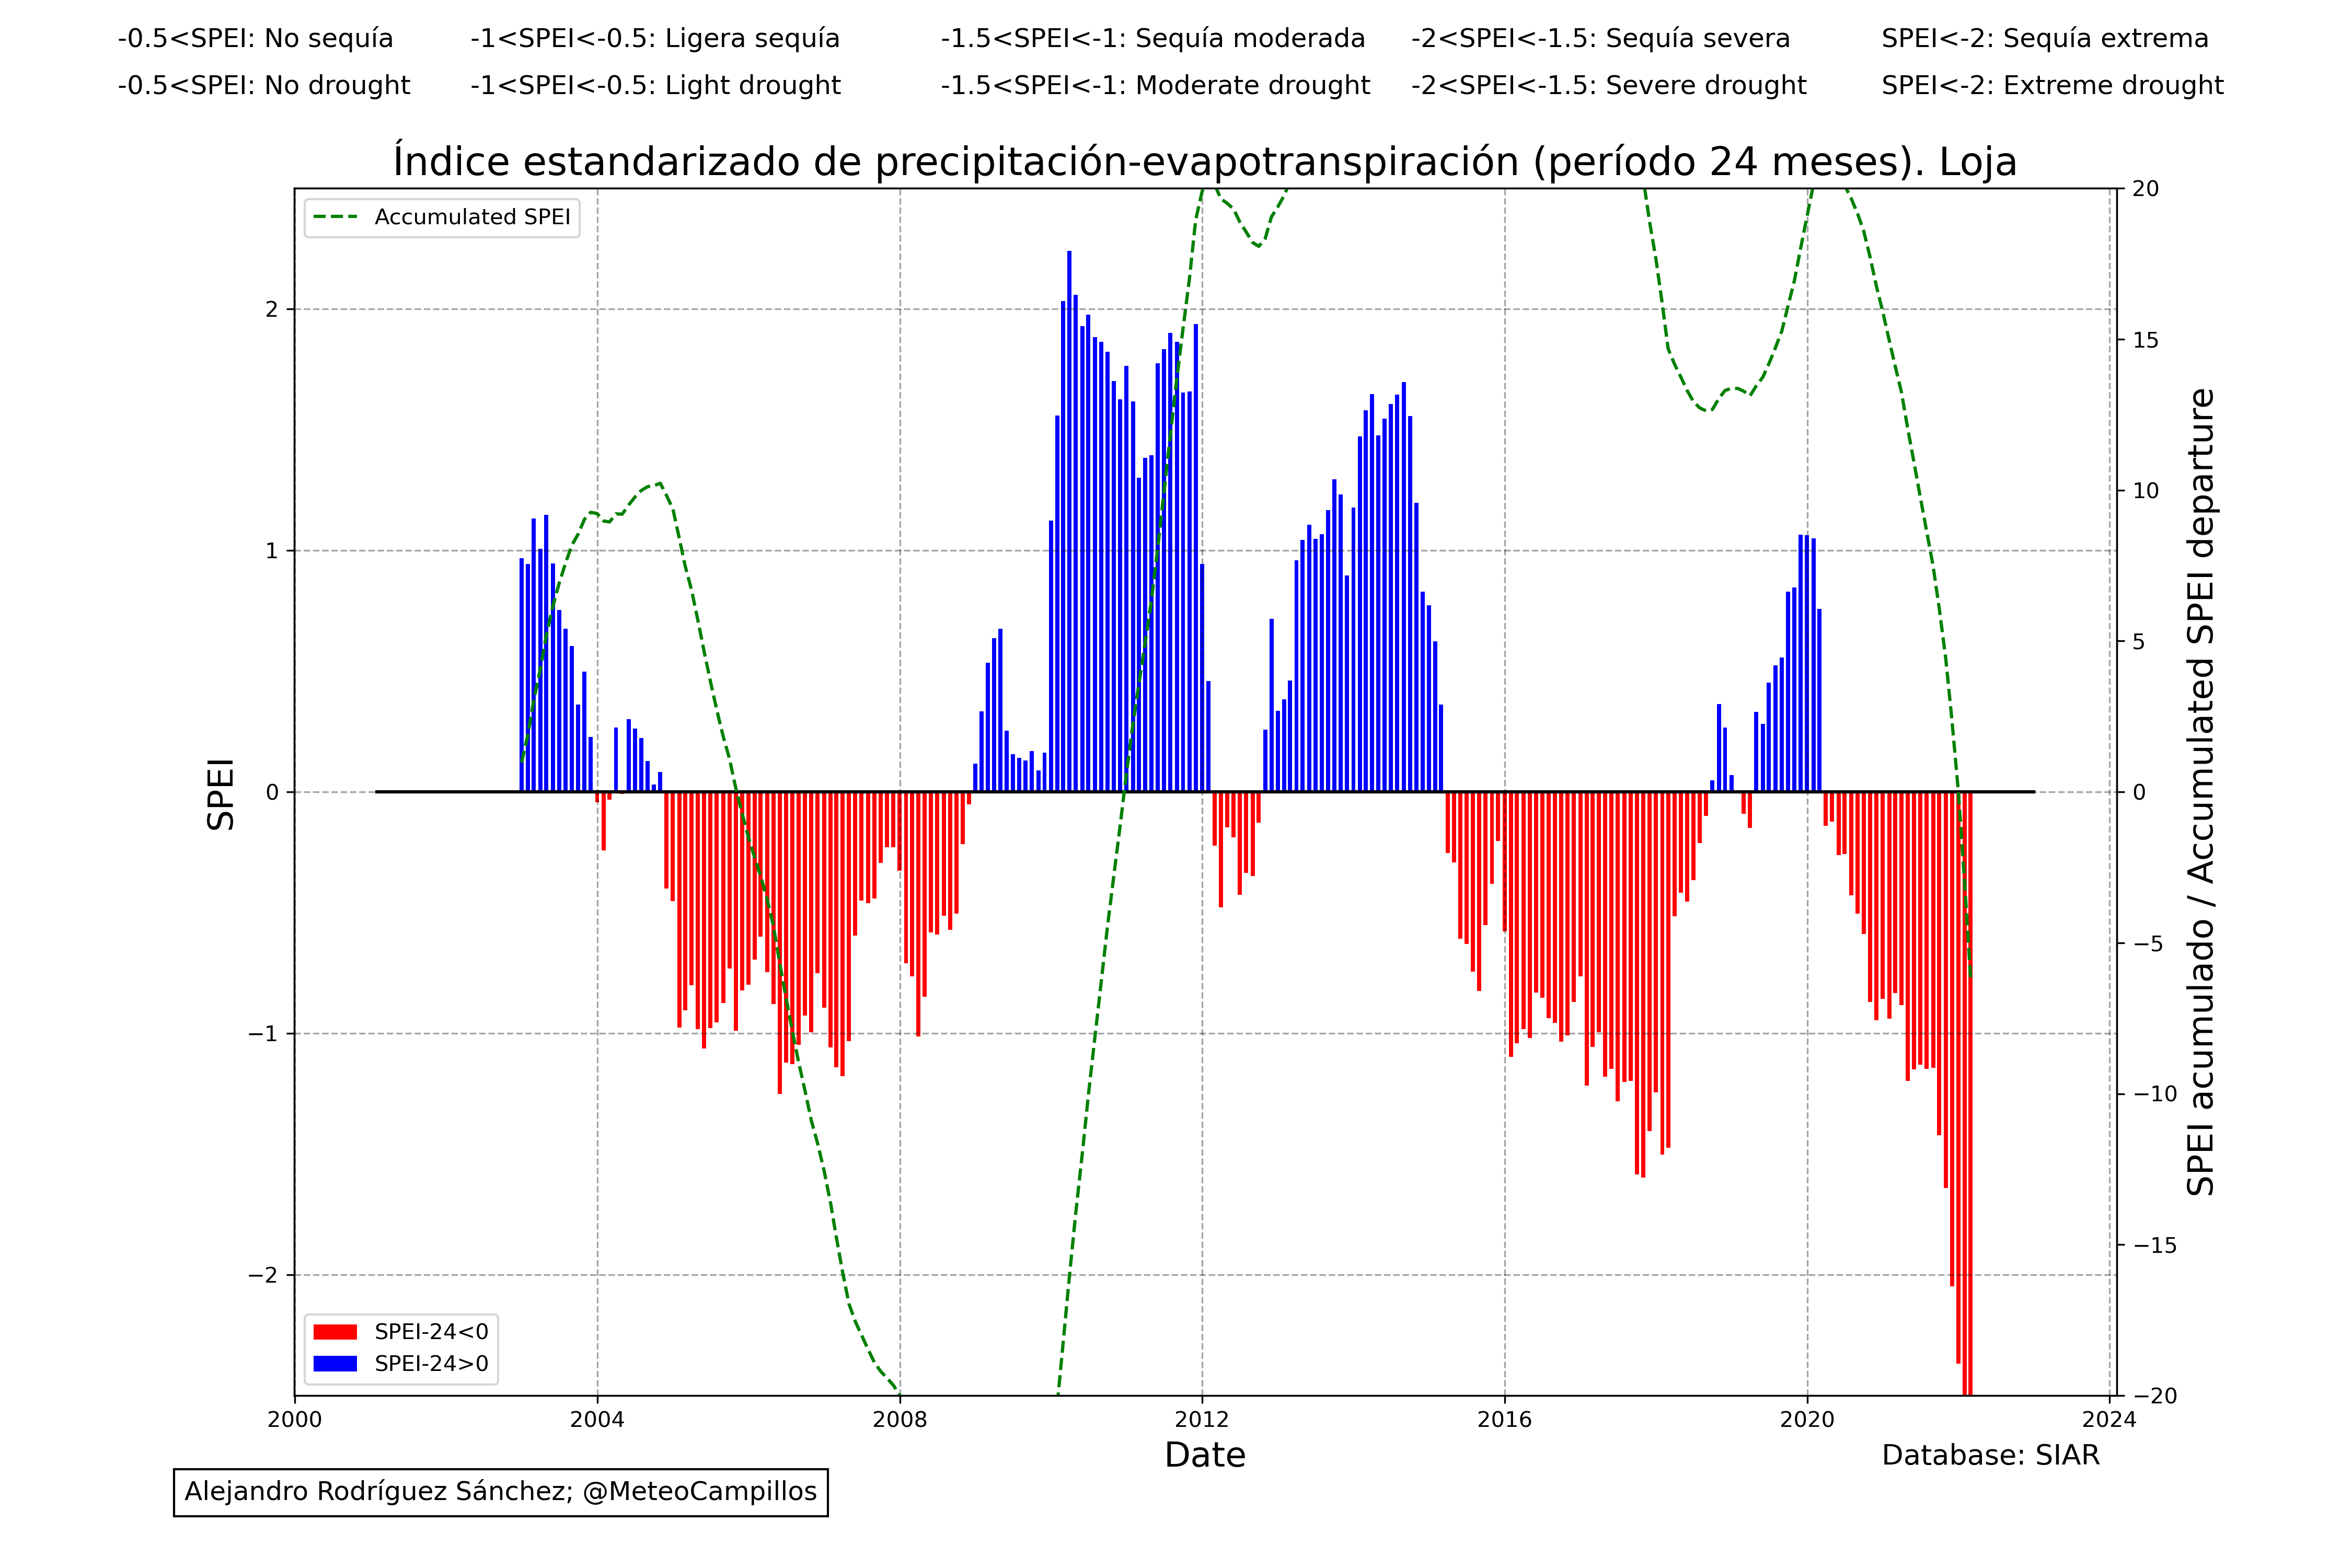 -0.5<SPEI: No sequía -1<SPEI<-0.5: Ligera sequía -1.5<SPEI<-1: Sequía moderada -2<SPEI<-1.5: Sequía severa SPEI<-2: Sequía extrema
-0.5<SPEI: No drought -1<SPEI<-0.5: Light drought -1.5<SPEI<-1: Moderate drought -2<SPEI<-1.5: Severe drought SPEI<-2: Extreme drought
Índice estandarizado de precipitación-evapotranspiración (período 24 meses). Loja
Accumulated SPEI
SPEI
2
1
0
−1
−2
20
15
10
5
0
−5
−10
−15
−20
SPEI acumulado / Accumulated SPEI departure
SPEI-24<0
SPEI-24>0
2000 2004 2008 2012 2016 2020 2024
Date
Database: SIAR
Alejandro Rodríguez Sánchez; @MeteoCampillos